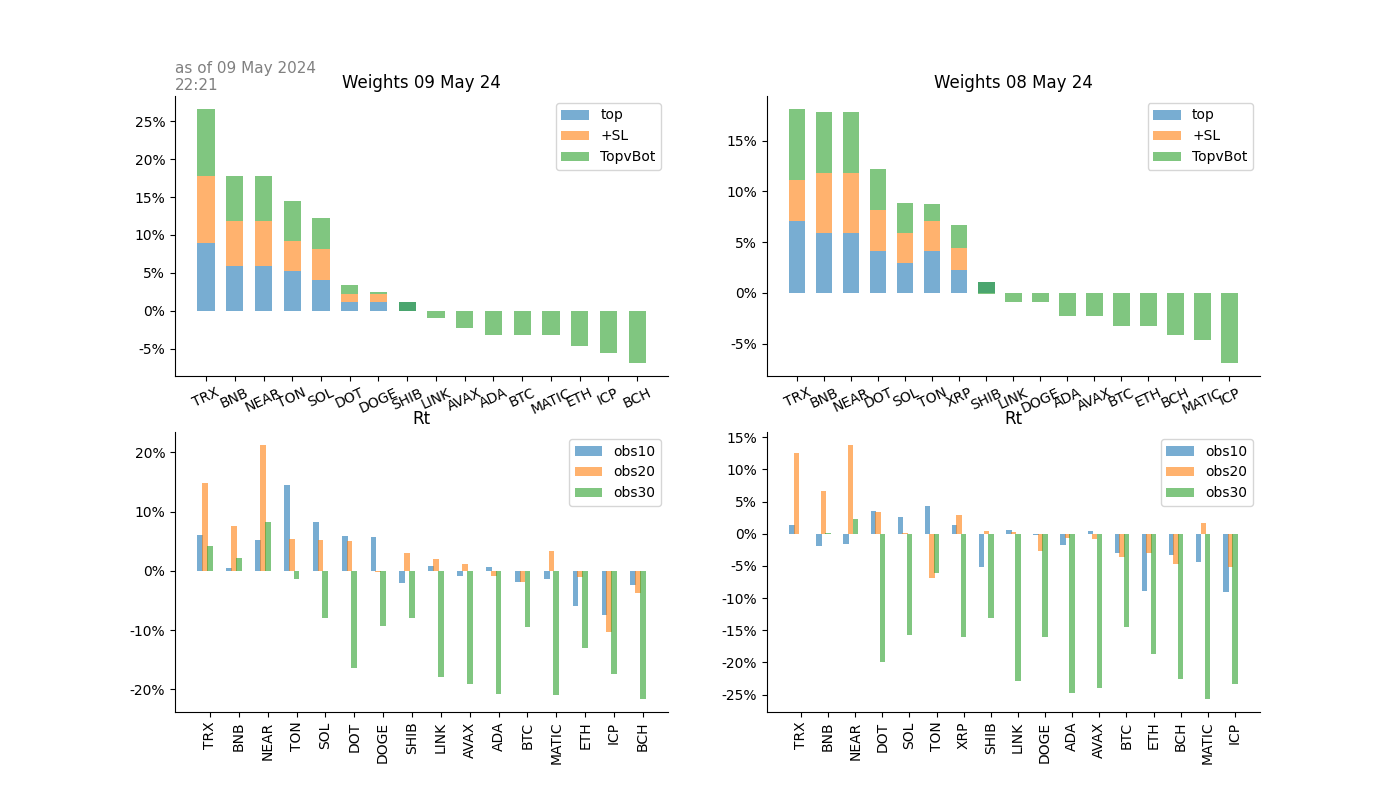 as of 09 May 2024
22:21
Weights 09 May 24
25%
20%
15%
10%
5%
0%
-5%
top
+SL
TopvBot
TRX BNB NEAR TON SOL DOT DOGE SHIB LINK AVAX ADA BTC MATIC ETH ICP BCH
Weights 08 May 24
15%
10%
5%
0%
-5%
top
+SL
TopvBot
TRX BNB NEAR DOT SOL TON XRP SHIB LINK DOGE ADA AVAX BTC ETH BCH MATIC ICP
Rt
20%
10%
0%
-10%
-20%
obs10
obs20
obs30
TRX BNB NEAR TON SOL DOT DOGE SHIB LINK AVAX ADA BTC MATIC ETH ICP BCH
Rt
15%
10%
5%
0%
-5%
-10%
-15%
-20%
-25%
obs10
obs20
obs30
TRX BNB NEAR DOT SOL TON XRP SHIB LINK DOGE ADA AVAX BTC ETH BCH MATIC ICP